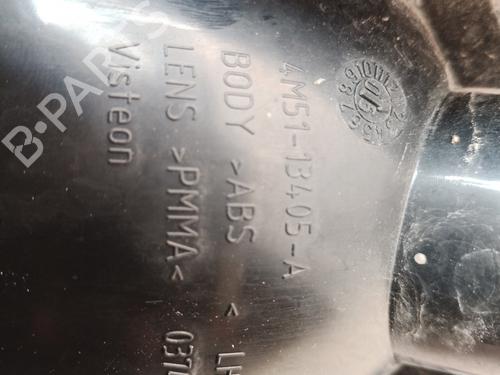 4M51-13405-A
BODY >ABS <
LENS >PMMA<
Visteon
B-PARTS